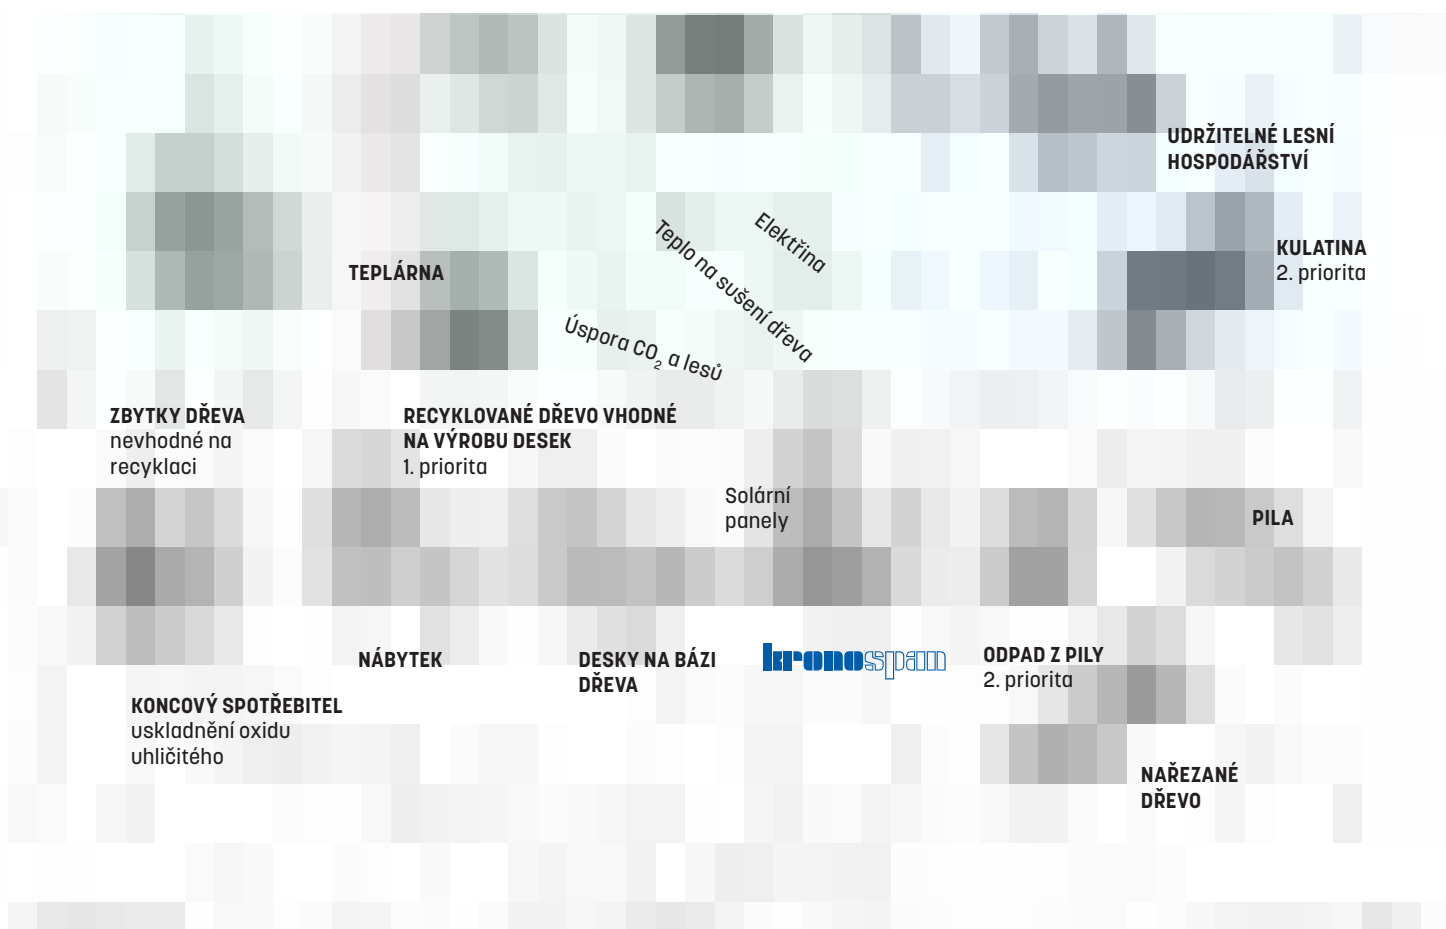 UDRŽITELNÉ LESNÍ
HOSPODÁŘSTVÍ
Elektřina
Teplo na sušení dřeva
KULATINA
2. priorita
TEPLÁRNA
Úspora CO₂ a lesů
ZBYTKY DŘEVA
nevhodné na
recyklaci
RECYKLOVANÉ DŘEVO VHODNÉ
NA VÝROBU DESEK
1. priorita
Solární
panely
PILA
NÁBYTEK
DESKY NA BÁZI
DŘEVA
kronospan
ODPAD Z PILY
2. priorita
KONCOVÝ SPOTŘEBITEL
uskladnění oxidu
uhličitého
NAŘEZANÉ
DŘEVO